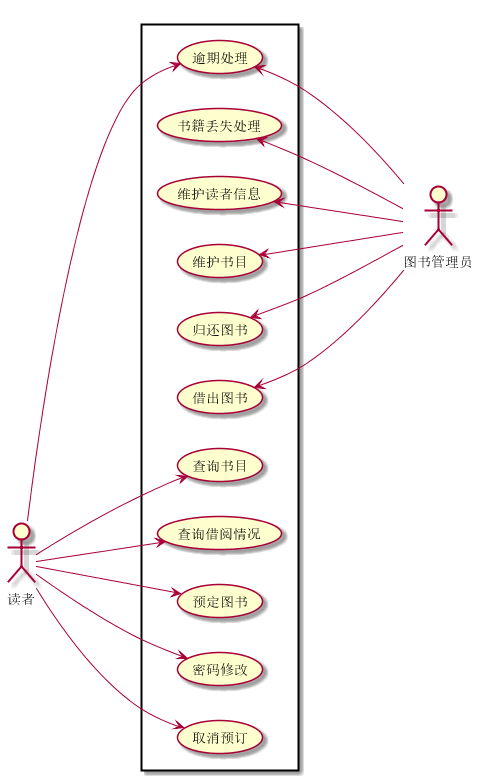 逾期处理
书籍丢失处理
维护读者信息
图书管理员
维护书目
归还图书
借出图书
查询书目
查询借阅情况
读者
预定图书
密码修改
取消预订